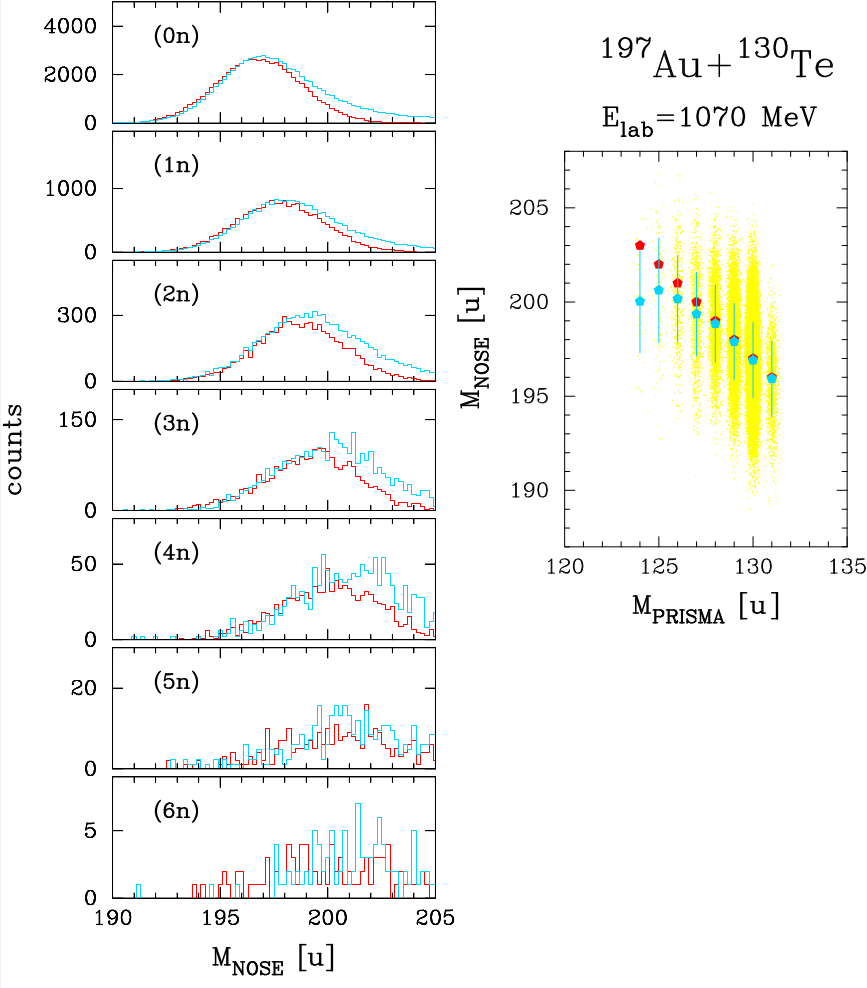 4000
2000
0
(0n)
1000
0
(1n)
300
0
(2n)
150
0
(3n)
50
0
(4n)
20
0
(5n)
5
0
(6n)
190 195 200 205
M_NOSE [u]
counts
¹⁹⁷Au+¹³⁰Te
E_lab=1070 MeV
205
200
195
190
M_NOSE [u]
120 125 130 135
M_PRISMA [u]